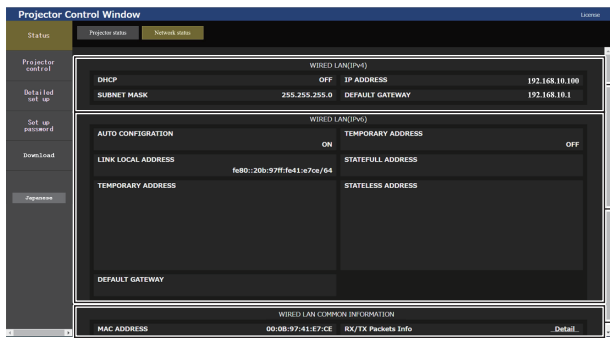 Projector Control Window
License
Status
Projector status
Network status
Projector
control
Detailed
set up
Set up
password
Download
Japanese
WIRED LAN(IPv4)
DHCP OFF IP ADDRESS 192.168.10.100
SUBNET MASK 255.255.255.0 DEFAULT GATEWAY 192.168.10.1
WIRED LAN(IPv6)
AUTO CONFIGRATION TEMPORARY ADDRESS
ON OFF
LINK LOCAL ADDRESS STATEFULL ADDRESS
fe80::20b:97ff:fe41:e7ce/64
TEMPORARY ADDRESS STATELESS ADDRESS
DEFAULT GATEWAY
WIRED LAN COMMON INFORMATION
MAC ADDRESS 00:0B:97:41:E7:CE RX/TX Packets Info Detail